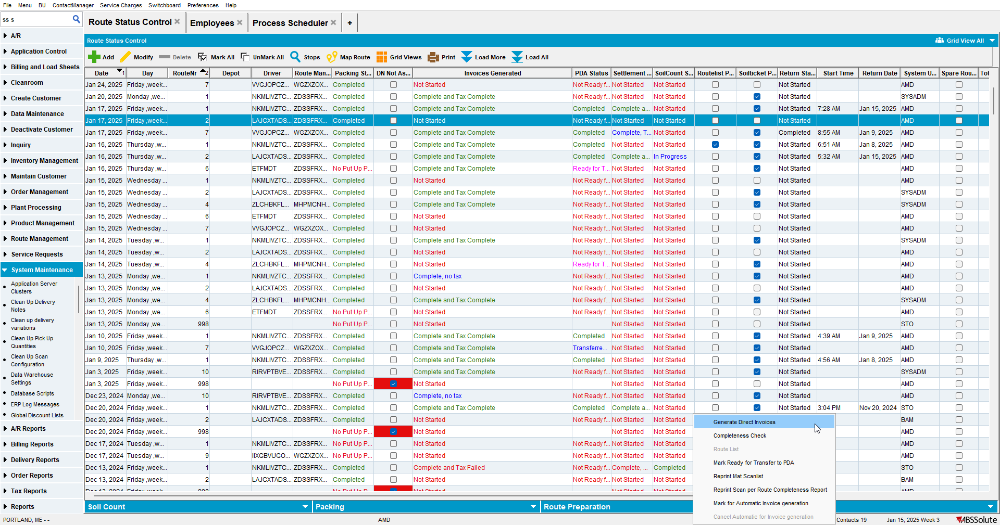 File Menu BU ContactManager Service Charges Switchboard Preferences Help
ss s
Route Status Control Employees Process Scheduler +
Route Status Control Grid View All
Add Modify Delete Mark All UnMark All Stops Map Route Grid Views Print Load More Load All
Date 1 Day RouteNr 2 Depot Driver Route Man... Packing St... DN Not As... Invoices Generated PDA Status Settlement ... SoilCount S... Routelist P... Soilticket P... Return Sta... Start Time Return Date System U... Spare Rou... Tot
Jan 24, 2025 Friday ,week... 7 VVGJOPCZ... WGZXZOX... Completed Not Started Not Ready f... Not Started Not Started Not Started AMD
Jan 20, 2025 Monday ,we... 1 NKMLIVZTC... ZDSSFRX... Completed Complete and Tax Complete Not Ready f... Not Started Not Started Not Started SYSADM
Jan 17, 2025 Friday ,week... 1 NKMLIVZTC... ZDSSFRX... Completed Complete and Tax Complete Completed Complete a... Not Started Not Started 7:28 AM Jan 15, 2025 AMD
Jan 17, 2025 Friday ,week... 2 LAJCXTADS... ZDSSFRX... Completed Not Started Not Ready f... Not Started Not Started Not Started AMD
Jan 17, 2025 Friday ,week... 7 VVGJOPCZ... WGZXZOX... Completed Complete and Tax Complete Completed Complete, T... Not Started Completed 8:55 AM Jan 9, 2025 AMD
Jan 16, 2025 Thursday ,w... 1 NKMLIVZTC... ZDSSFRX... Completed Complete and Tax Complete Completed Not Started Not Started Not Started 6:51 AM Jan 8, 2025 AMD
Jan 16, 2025 Thursday ,w... 2 LAJCXTADS... ZDSSFRX... Completed Complete and Tax Complete Completed Complete a... In Progress Not Started 5:32 AM Jan 15, 2025 AMD
Jan 16, 2025 Thursday ,w... 6 ETFMDT ZDSSFRX... No Put Up P... Complete and Tax Complete Ready for T... Not Started Not Started Not Started AMD
Jan 15, 2025 Wednesday ... 1 NKMLIVZTC... ZDSSFRX... Completed Not Started Not Ready f... Not Started Not Started Not Started AMD
Jan 15, 2025 Wednesday ... 2 LAJCXTADS... ZDSSFRX... Completed Complete and Tax Complete Not Ready f... Not Started Not Started Not Started SYSADM
Jan 15, 2025 Wednesday ... 4 ZLCHBKFL... MHPMCNH... Completed Complete and Tax Complete Not Ready f... Not Started Not Started Not Started SYSADM
Jan 15, 2025 Wednesday ... 6 ETFMDT ZDSSFRX... Completed Not Started Not Ready f... Not Started Not Started Not Started AMD
Jan 15, 2025 Wednesday ... 7 VVGJOPCZ... WGZXZOX... Completed Not Started Not Ready f... Not Started Not Started Not Started AMD
Jan 14, 2025 Tuesday ,w... 1 NKMLIVZTC... ZDSSFRX... Completed Complete and Tax Complete Not Ready f... Not Started Not Started Not Started SYSADM
Jan 14, 2025 Tuesday ,w... 2 LAJCXTADS... ZDSSFRX... Completed Not Started Not Ready f... Not Started Not Started Not Started AMD
Jan 14, 2025 Tuesday ,w... 4 ZLCHBKFL... MHPMCNH... Completed Complete and Tax Complete Ready for T... Not Started Not Started Not Started AMD
Jan 13, 2025 Monday ,we... 1 NKMLIVZTC... ZDSSFRX... Completed Complete, no tax Not Ready f... Not Started Not Started Not Started AMD
Jan 13, 2025 Monday ,we... 2 LAJCXTADS... ZDSSFRX... Completed Not Started Not Ready f... Not Started Not Started Not Started AMD
Jan 13, 2025 Monday ,we... 4 ZLCHBKFL... MHPMCNH... Completed Complete and Tax Complete Not Ready f... Not Started Not Started Not Started SYSADM
Jan 13, 2025 Monday ,we... 6 ETFMDT ZDSSFRX... No Put Up P... Not Started Not Ready f... Not Started Not Started Not Started AMD
Jan 13, 2025 Monday ,we... 998 No Put Up P... Not Started Not Started Not Started Not Started STO
Jan 10, 2025 Friday ,week... 1 NKMLIVZTC... ZDSSFRX... Completed Complete and Tax Complete Completed Not Started Not Started Not Started 4:39 AM Jan 9, 2025 AMD
Jan 10, 2025 Friday ,week... 7 VVGJOPCZ... WGZXZOX... Completed Complete and Tax Complete Transferre... Not Started Not Started Not Started AMD
Jan 9, 2025 Thursday ,w... 1 NKMLIVZTC... ZDSSFRX... Completed Complete and Tax Complete Completed Not Started Not Started Not Started 4:56 AM Jan 8, 2025 AMD
Jan 3, 2025 Friday ,week... 10 RIRVPTBVE... ZDSSFRX... Completed Complete and Tax Complete Not Ready f... Not Started Not Started Not Started SYSADM
Jan 3, 2025 Friday ,week... 998 No Put Up P... Not Started Not Started Not Started Not Started AMD
Dec 23, 2024 Monday ,we... 10 RIRVPTBVE... ZDSSFRX... Completed Complete, no tax Not Ready f... Not Started Not Started Not Started AMD
Dec 20, 2024 Friday ,week... 1 NKMLIVZTC... ZDSSFRX... Completed Complete and Tax Complete Completed Complete a... Not Started Not Started 3:04 PM Nov 20, 2024 STO
Dec 20, 2024 Friday ,week... 2 LAJCXTADS... ZDSSFRX... Completed Not Started Not Ready f... Not Started Not Started BAM
Dec 20, 2024 Friday ,week... 998 No Put Up P... Not Started Not Started Not Started AMD
Dec 17, 2024 Tuesday ,w... 1 NKMLIVZTC... ZDSSFRX... No Put Up P... Not Started Not Ready f... Not Started Not Started AMD
Dec 17, 2024 Tuesday ,w... 9 IIXGBVUGO... WGZXZOX... No Put Up P... Not Started Not Ready f... Not Started Not Started AMD
Dec 13, 2024 Friday ,week... 1 NKMLIVZTC... ZDSSFRX... Completed Complete and Tax Failed Not Ready f... Complete, ... Completed STO
Dec 13, 2024 Friday ,week... 2 LAJCXTADS... ZDSSFRX... Completed Not Started Not Ready f... Not Started Not Started BAM
Dec 13, 2024 Friday ,week... 998 No Put Up P... Not Started Not Started Not Started AMD
A/R
Application Control
Billing and Load Sheets
Cleanroom
Create Customer
Data Maintenance
Deactivate Customer
Inquiry
Inventory Management
Maintain Customer
Order Management
Plant Processing
Product Management
Route Management
Service Requests
System Maintenance
Application Server
Clusters
Clean Up Delivery
Notes
Clean up delivery
variations
Clean Up Pick Up
Quantities
Clean Up Scan
Configuration
Data Warehouse
Settings
Database Scripts
ERP Log Messages
Global Discount Lists
A/R Reports
Billing Reports
Delivery Reports
Order Reports
Tax Reports
Reports
Generate Direct Invoices
Completeness Check
Route List
Mark Ready for Transfer to PDA
Reprint Mat Scanlist
Reprint Scan per Route Completeness Report
Mark for Automatic Invoice generation
Cancel Automatic for Invoice generation
Soil Count Packing Route Preparation
PORTLAND, ME - - AMD Contacts 19 Jan 15, 2025 Week 3 ABSSolute